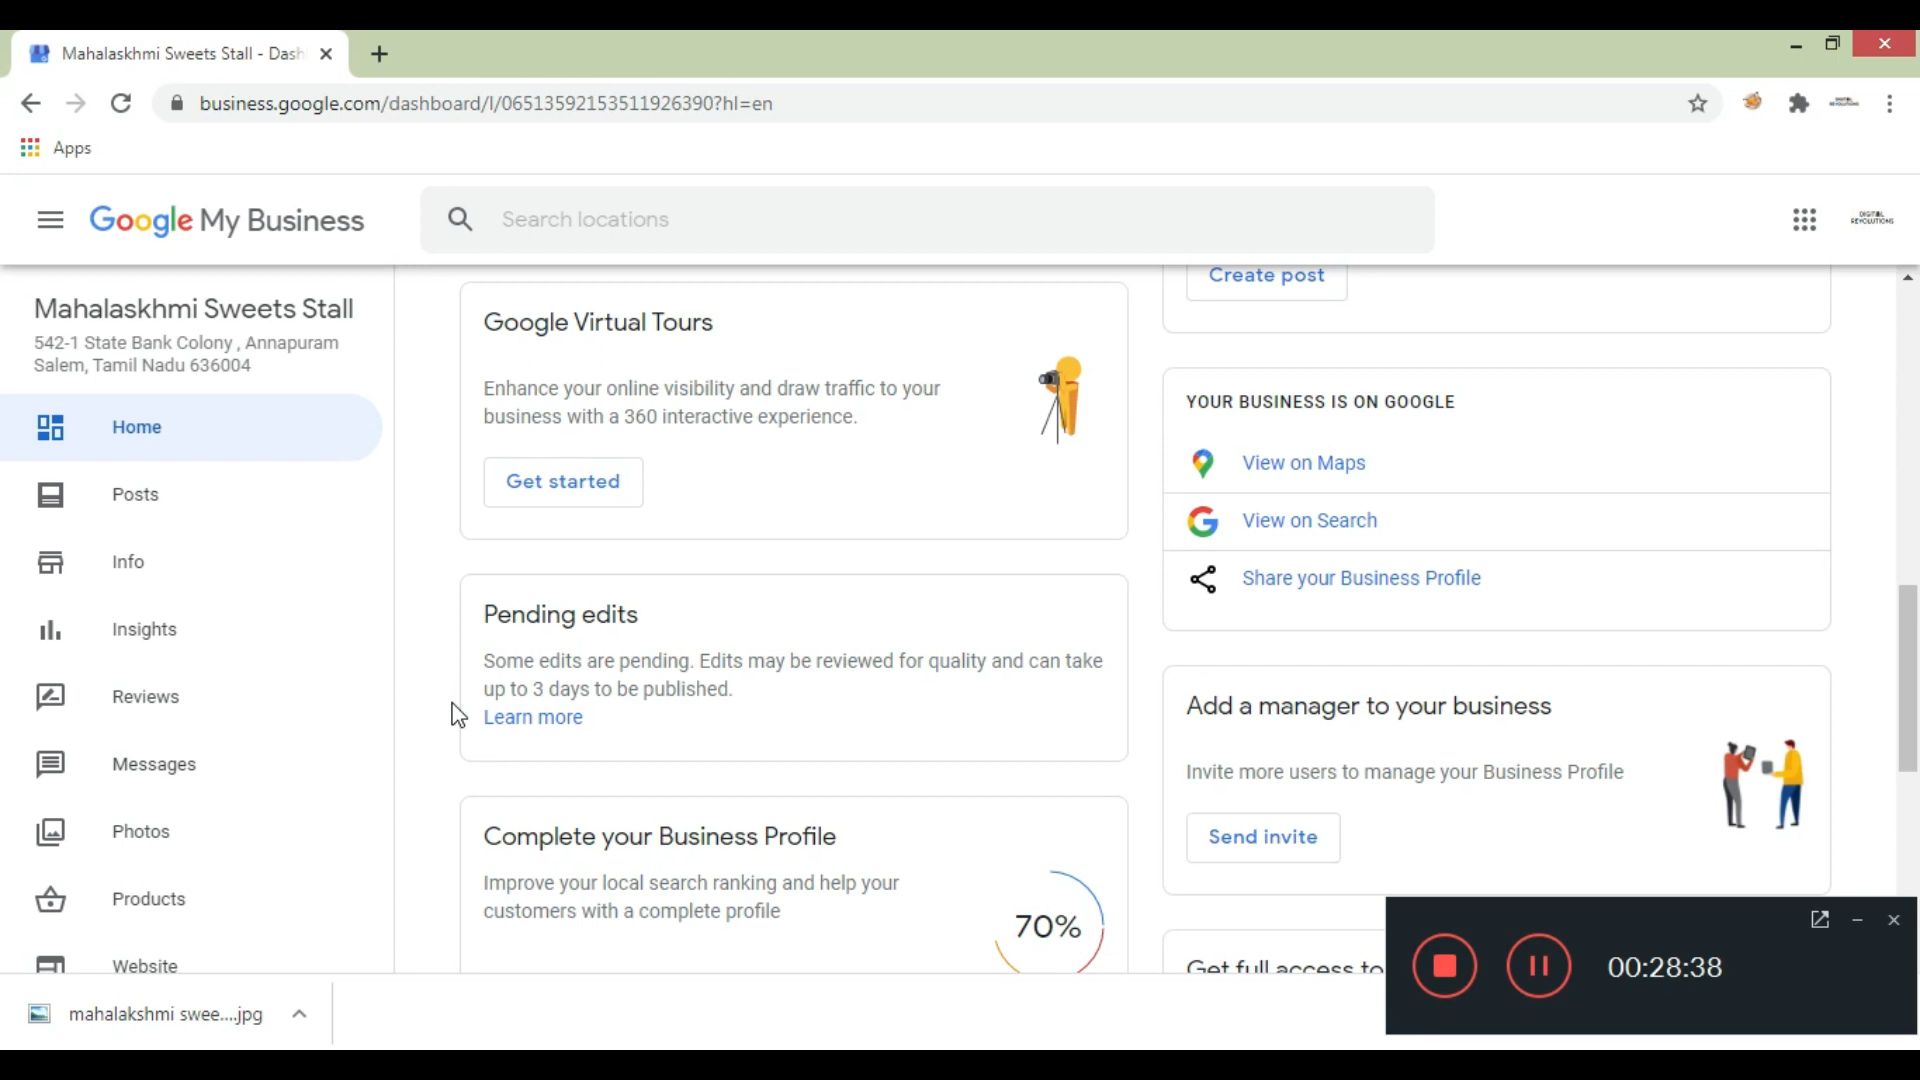 Mahalaskhmi Sweets Stall - Dash
business.google.com/dashboard/l/06513592153511926390?hl=en
Apps
Google My Business
Search locations
DIGITAL
REVOLUTIONS
Mahalaskhmi Sweets Stall
542-1 State Bank Colony , Annapuram
Salem, Tamil Nadu 636004
Home
Posts
Info
Insights
Reviews
Messages
Photos
Products
Website
Google Virtual Tours
Enhance your online visibility and draw traffic to your
business with a 360 interactive experience.
Get started
Pending edits
Some edits are pending. Edits may be reviewed for quality and can take
up to 3 days to be published.
Learn more
Complete your Business Profile
Improve your local search ranking and help your
customers with a complete profile
70%
Create post
YOUR BUSINESS IS ON GOOGLE
View on Maps
View on Search
Share your Business Profile
Add a manager to your business
Invite more users to manage your Business Profile
Send invite
Get full access to
00:28:38
mahalakshmi swee....jpg